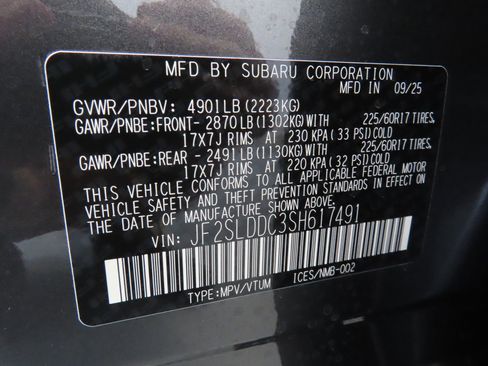 MFD BY SUBARU CORPORATION
MFD IN 09/25
GVWR/PNBV: 4901LB(2223KG)
GAWR/PNBE:FRONT- 2870LB(1302KG)WITH 225/60R17 TIRES,
17X7J RIMS AT 230 KPA(33 PSI)COLD
GAWR/PNBE:REAR - 2491LB(1130KG)WITH 225/60R17 TIRES,
17X7J RIMS AT 220 KPA(32 PSI)COLD
THIS VEHICLE CONFORMS TO ALL APPLICABLE FEDERAL MOTOR
VEHICLE SAFETY AND THEFT PREVENTION STANDARDS IN EFFECT ON
THE DATE OF MANUFACTURE SHOWN ABOVE.
VIN: JF2SLDDC3SH617491
TYPE:MPV/VTUM ICES/NMB-002